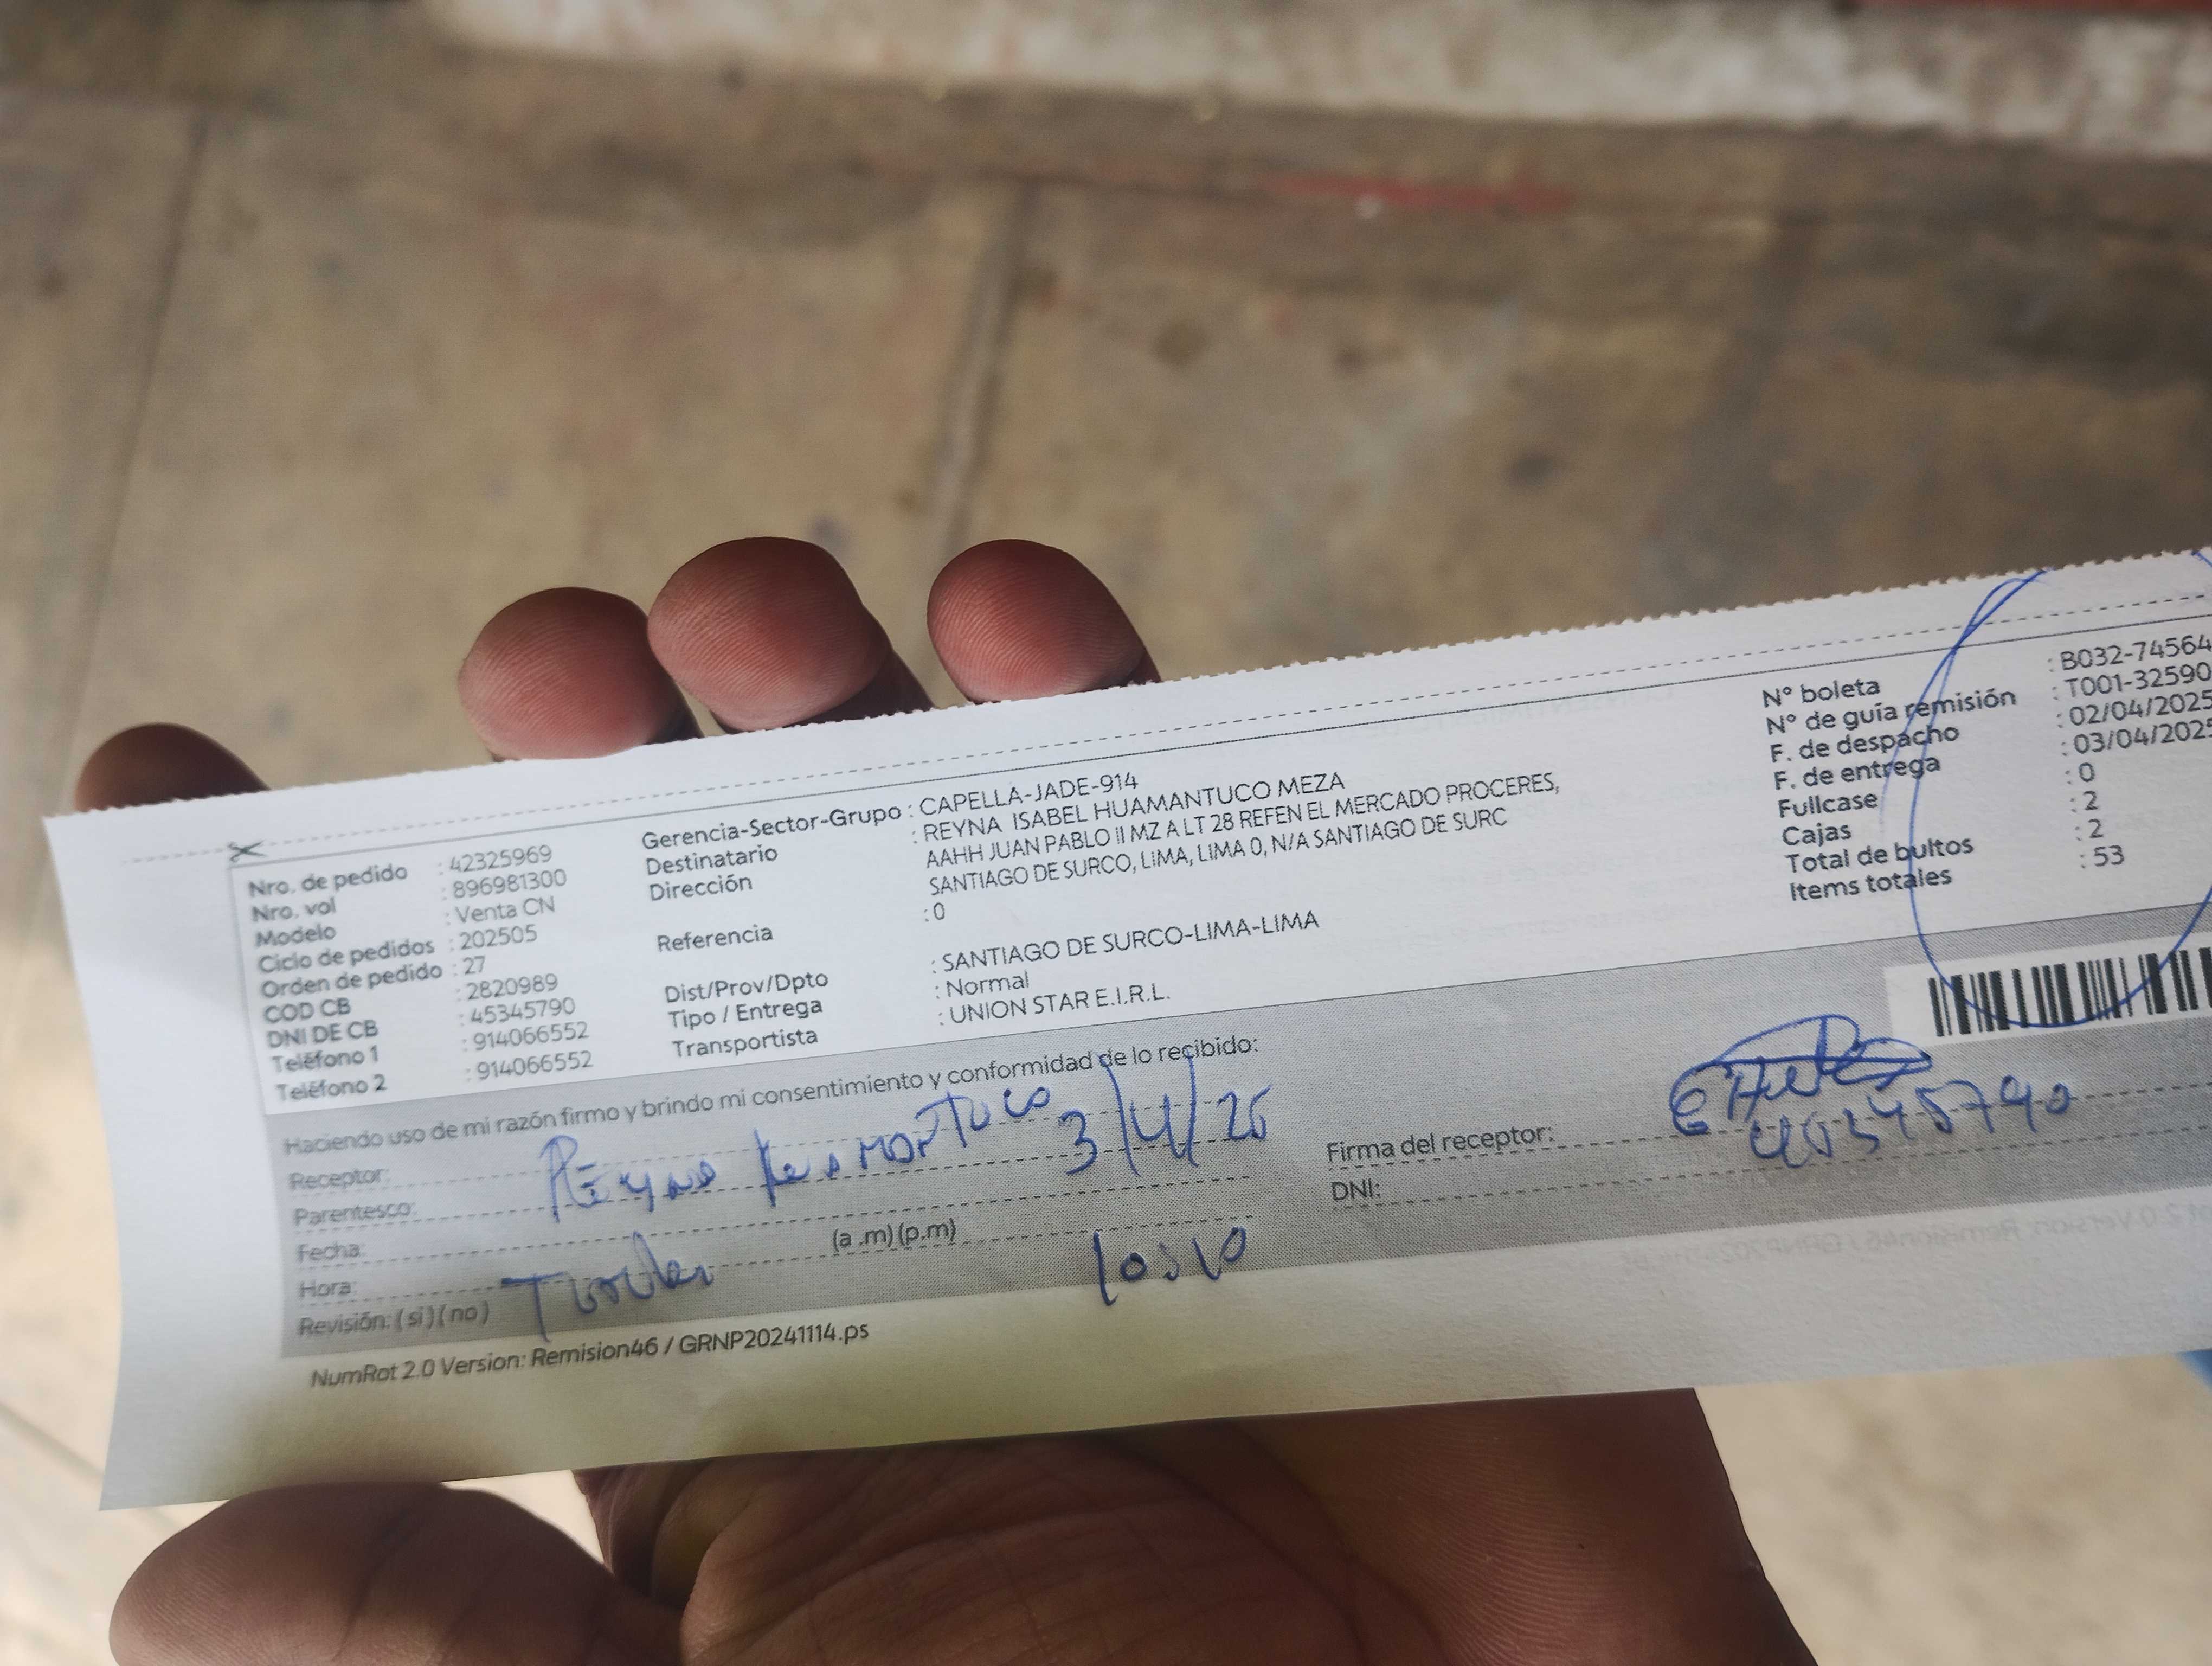 Nro. de pedido : 42325969
Nro. vol : 896981300
Modelo : Venta CN
Ciclo de pedidos : 202505
Orden de pedido : 27
COD CB : 2820989
DNI DE CB : 45345790
Teléfono 1 : 914066552
Teléfono 2 : 914066552
Gerencia-Sector-Grupo : CAPELLA-JADE-914
Destinatario : REYNA ISABEL HUAMANTUCO MEZA
Dirección AAHH JUAN PABLO II MZ A LT 28 REFEN EL MERCADO PROCERES,
SANTIAGO DE SURCO, LIMA, LIMA 0, N/A SANTIAGO DE SURC
Referencia : 0
Dist/Prov/Dpto : SANTIAGO DE SURCO-LIMA-LIMA
Tipo / Entrega : Normal
Transportista : UNION STAR E.I.R.L.
N° boleta : B032-74564
N° de guía remisión : T001-32590
F. de despacho : 02/04/2025
F. de entrega : 03/04/2025
Fullcase : 0
Cajas : 2
Total de bultos : 2
Items totales : 53
Haciendo uso de mi razón firmo y brindo mi consentimiento y conformidad de lo recibido:
Receptor:
Parentesco: 3/4/25
Fecha:
Hora: (a .m) (p.m)
Revisión: ( si ) ( no )
Firma del receptor:
DNI:
NumRot 2.0 Version: Remision46 / GRNP20241114.ps